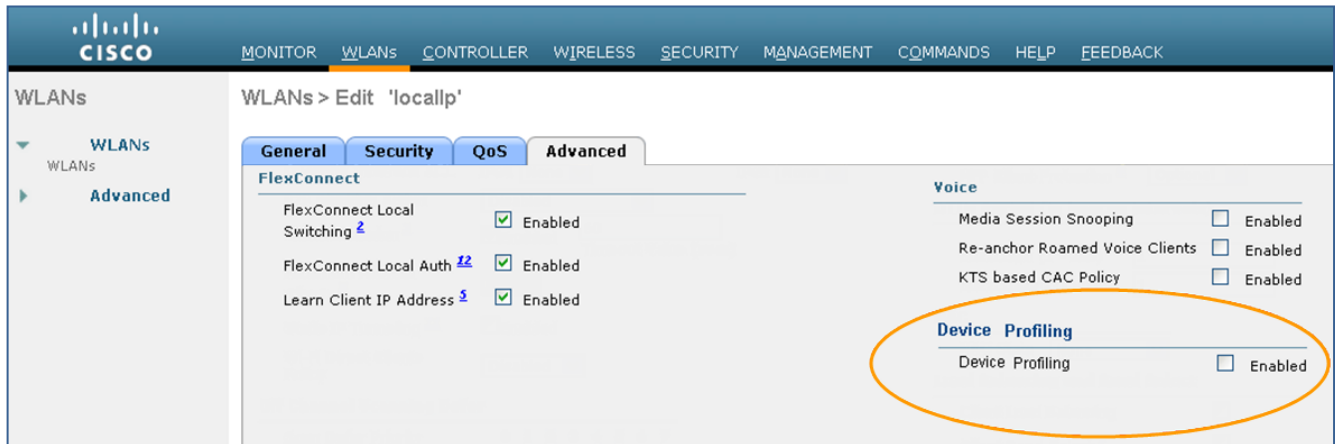 CISCO
MONITOR WLANs CONTROLLER WIRELESS SECURITY MANAGEMENT COMMANDS HELP FEEDBACK
WLANs
WLANs > Edit 'locallp'
WLANs
WLANs
Advanced
General Security QoS Advanced
FlexConnect
FlexConnect Local
Switching 2 Enabled
FlexConnect Local Auth 12 Enabled
Learn Client IP Address 5 Enabled
Voice
Media Session Snooping Enabled
Re-anchor Roamed Voice Clients Enabled
KTS based CAC Policy Enabled
Device Profiling
Device Profiling Enabled